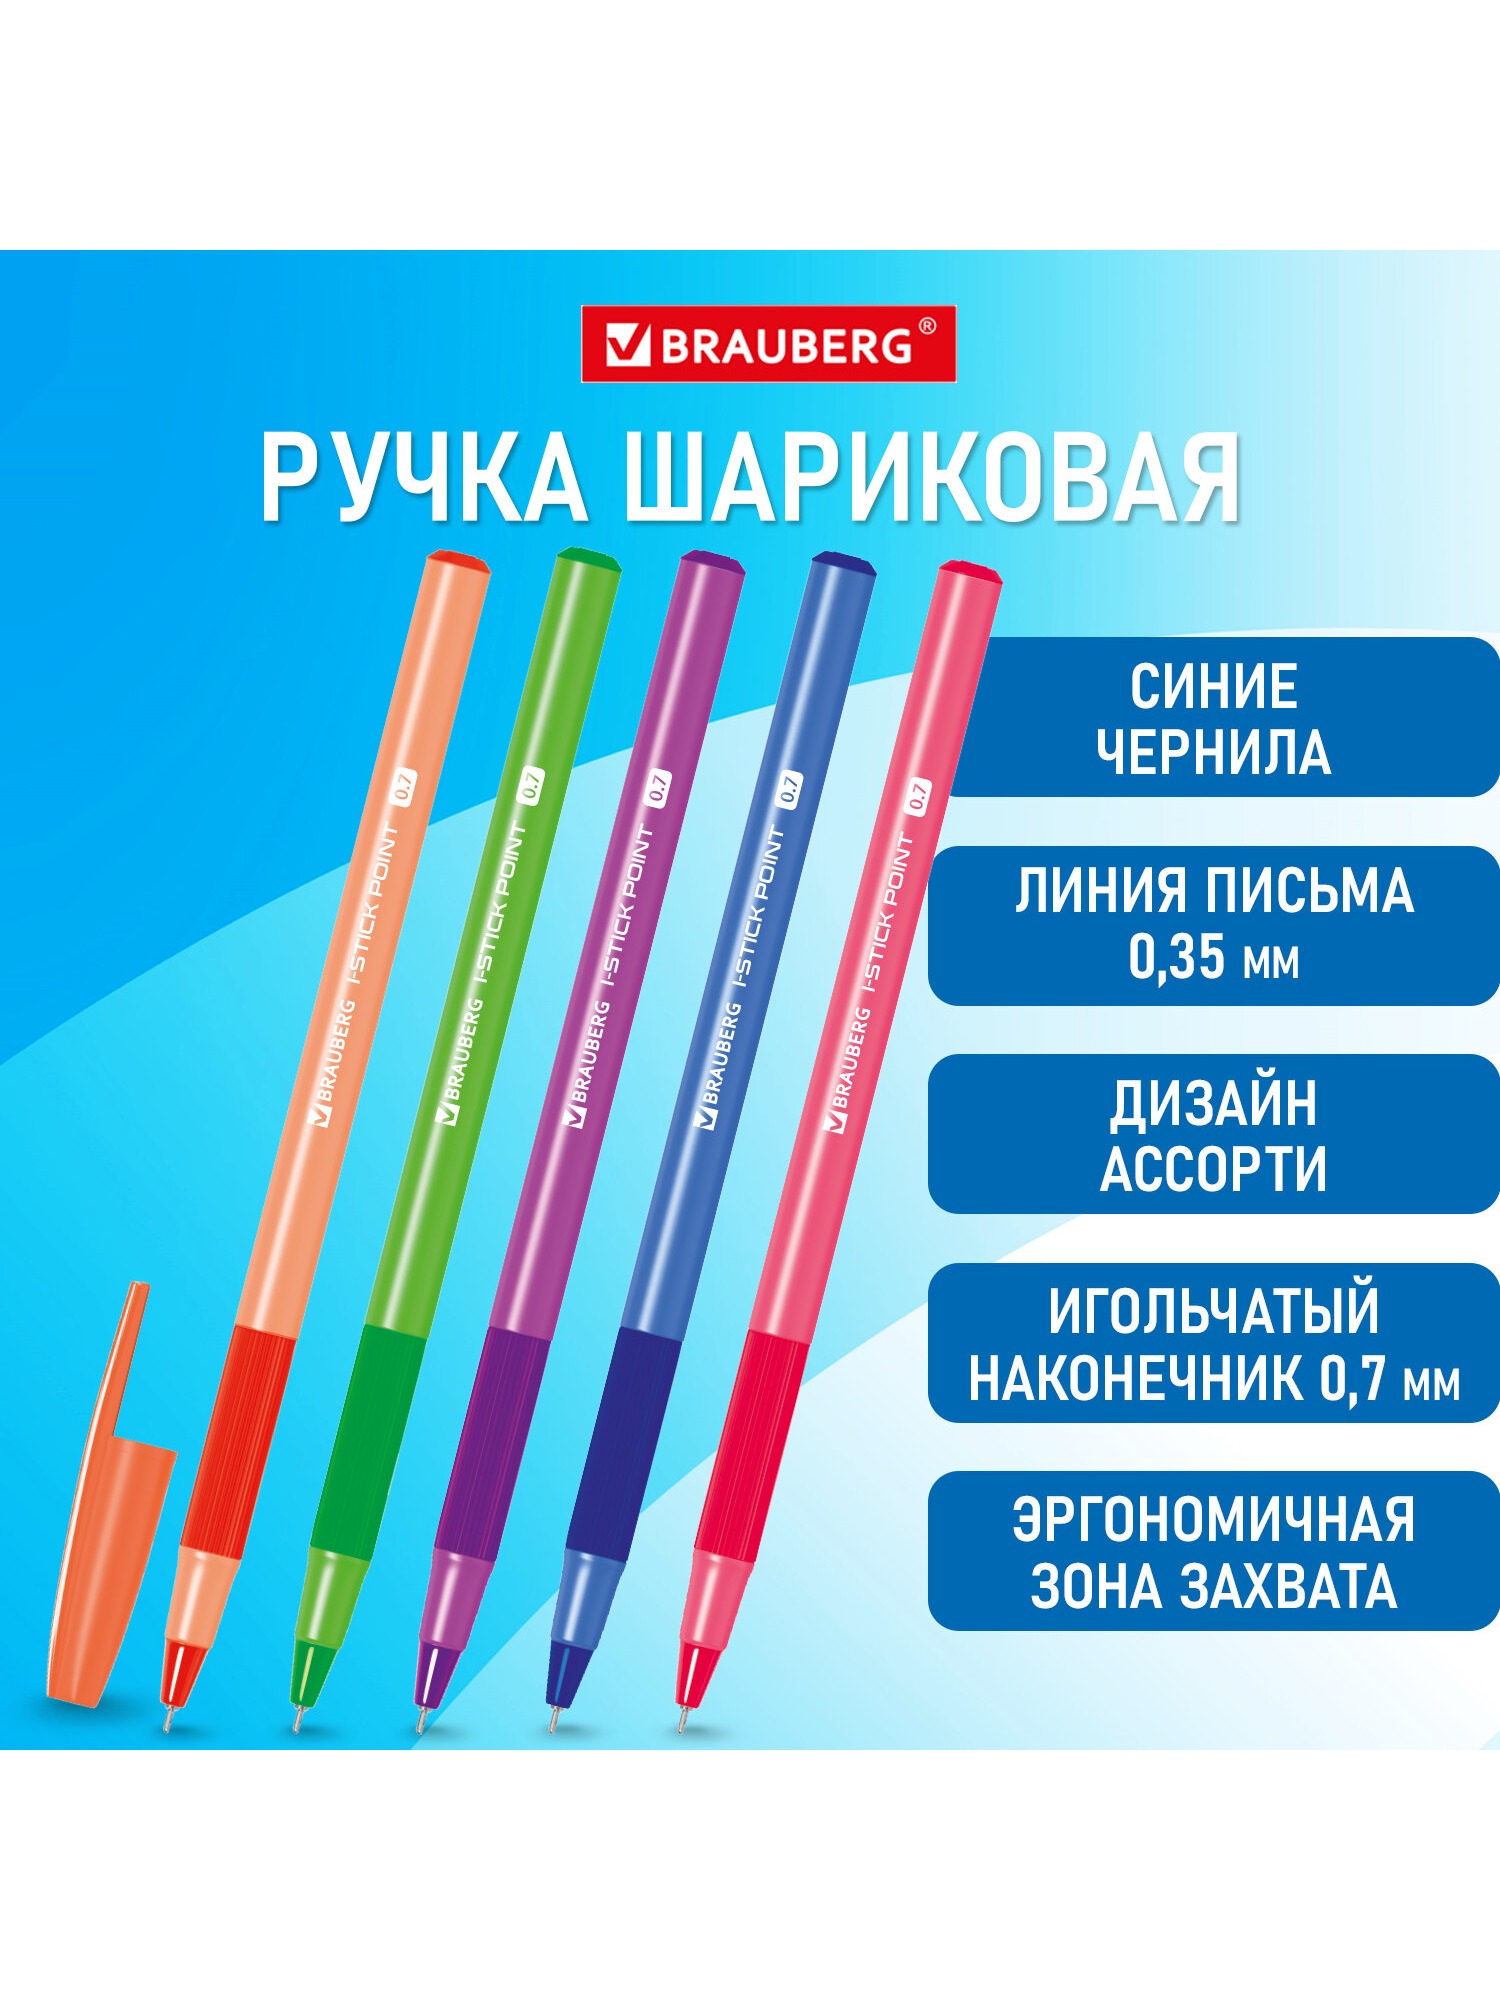 BRAUBERG®
РУЧКА ШАРИКОВАЯ
BRAUBERG I-STICK POINT 0.7
BRAUBERG I-STICK POINT 0.7
BRAUBERG I-STICK POINT 0.7
BRAUBERG I-STICK POINT 0.7
BRAUBERG I-STICK POINT 0.7
СИНИЕ
ЧЕРНИЛА
ЛИНИЯ ПИСЬМА
0,35 мм
ДИЗАЙН
АССОРТИ
ИГОЛЬЧАТЫЙ
НАКОНЕЧНИК 0,7 мм
ЭРГОНОМИЧНАЯ
ЗОНА ЗАХВАТА